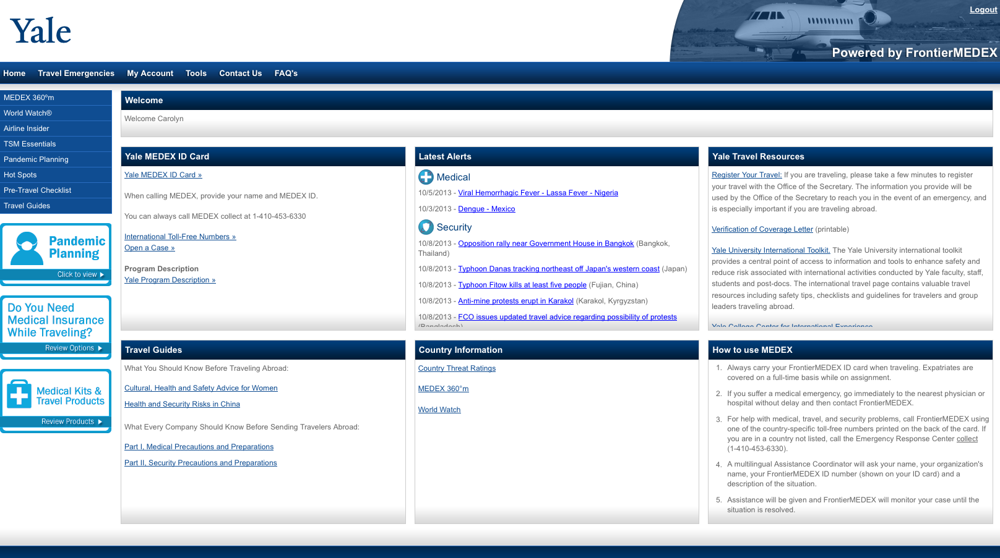 Yale
Logout
Powered by FrontierMEDEX
Home Travel Emergencies My Account Tools Contact Us FAQ's
MEDEX 360ºm
World Watch®
Airline Insider
TSM Essentials
Pandemic Planning
Hot Spots
Pre-Travel Checklist
Travel Guides
Pandemic
Planning
Click to view
Do You Need
Medical Insurance
While Traveling?
Review Options
Medical Kits &
Travel Products
Review Products
Welcome
Welcome Carolyn
Yale MEDEX ID Card
Yale MEDEX ID Card »
When calling MEDEX, provide your name and MEDEX ID.
You can always call MEDEX collect at 1-410-453-6330
International Toll-Free Numbers »
Open a Case »
Program Description
Yale Program Description »
Latest Alerts
Medical
10/5/2013 - Viral Hemorrhagic Fever - Lassa Fever - Nigeria
10/3/2013 - Dengue - Mexico
Security
10/8/2013 - Opposition rally near Government House in Bangkok (Bangkok,
Thailand)
10/8/2013 - Typhoon Danas tracking northeast off Japan's western coast (Japan)
10/8/2013 - Typhoon Fitow kills at least five people (Fujian, China)
10/8/2013 - Anti-mine protests erupt in Karakol (Karakol, Kyrgyzstan)
10/8/2013 - FCO issues updated travel advice regarding possibility of protests
(Bangladesh)
Yale Travel Resources
Register Your Travel: If you are traveling, please take a few minutes to register
your travel with the Office of the Secretary. The information you provide will be
used by the Office of the Secretary to reach you in the event of an emergency, and
is especially important if you are traveling abroad.
Verification of Coverage Letter (printable)
Yale University International Toolkit. The Yale University international toolkit
provides a central point of access to information and tools to enhance safety and
reduce risk associated with international activities conducted by Yale faculty, staff,
students and post-docs. The international travel page contains valuable travel
resources including safety tips, checklists and guidelines for travelers and group
leaders traveling abroad.
Yale College Center for International Experience
Travel Guides
What You Should Know Before Traveling Abroad:
Cultural, Health and Safety Advice for Women
Health and Security Risks in China
What Every Company Should Know Before Sending Travelers Abroad:
Part I, Medical Precautions and Preparations
Part II, Security Precautions and Preparations
Country Information
Country Threat Ratings
MEDEX 360°m
World Watch
How to use MEDEX
1. Always carry your FrontierMEDEX ID card when traveling. Expatriates are
covered on a full-time basis while on assignment.
2. If you suffer a medical emergency, go immediately to the nearest physician or
hospital without delay and then contact FrontierMEDEX.
3. For help with medical, travel, and security problems, call FrontierMEDEX using
one of the country-specific toll-free numbers printed on the back of the card. If
you are in a country not listed, call the Emergency Response Center collect
(1-410-453-6330).
4. A multilingual Assistance Coordinator will ask your name, your organization's
name, your FrontierMEDEX ID number (shown on your ID card) and a
description of the situation.
5. Assistance will be given and FrontierMEDEX will monitor your case until the
situation is resolved.